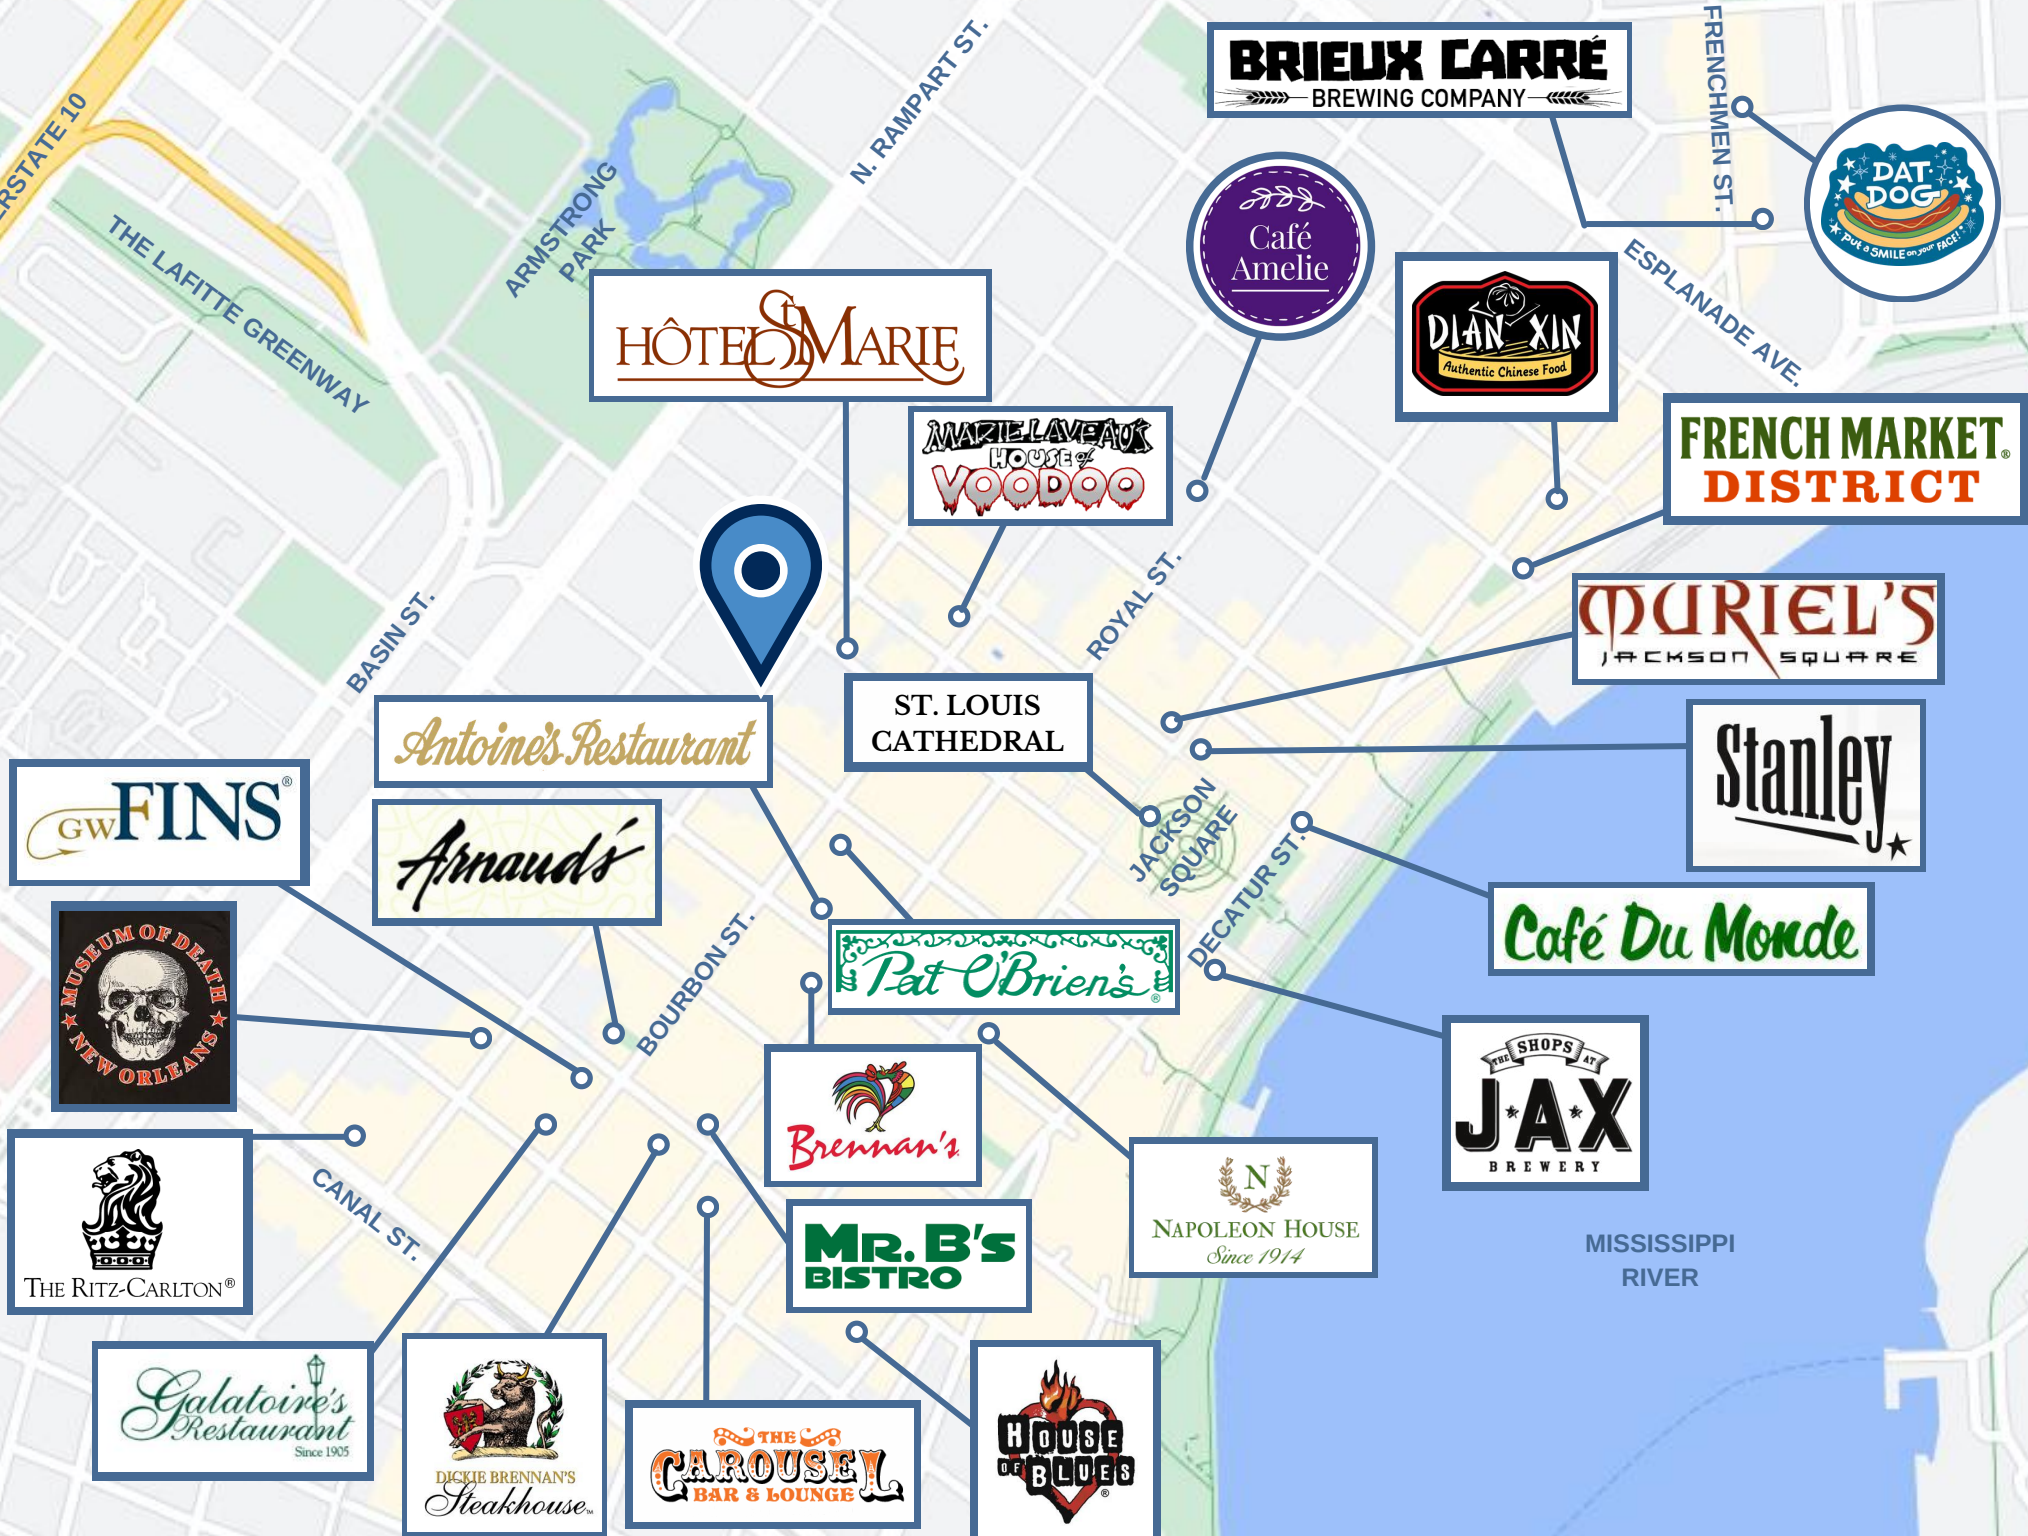 BRIEUX CARRÉ
BREWING COMPANY
FRENCHMEN ST.
N. RAMPART ST.
ERSTATE 10
DAT
DOG
PUT A SMILE on your FACE!
Café
Amelie
ARMSTRONG
PARK
THE LAFITTE GREENWAY
ESPLANADE AVE.
HÔTEL St MARIE
DIAN XIN
Authentic Chinese Food
MARIE LAVEAU'S
HOUSE of
VOODOO
FRENCH MARKET®
DISTRICT
ROYAL ST.
BASIN ST.
MURIEL'S
JACKSON SQUARE
ST. LOUIS
CATHEDRAL
Antoine's Restaurant
Stanley
GW FINS®
Arnaud's
JACKSON
SQUARE
DECATUR ST.
Café Du Monde
BOURBON ST.
Pat O'Brien's®
MUSEUM OF DEATH
NEW ORLEANS
THE SHOPS AT
JAX
BREWERY
Brennan's
THE RITZ-CARLTON®
CANAL ST.
N
NAPOLEON HOUSE
Since 1914
MR. B's
BISTRO
MISSISSIPPI
RIVER
Galatoire's
Restaurant
Since 1905
DICKIE BRENNAN'S
Steakhouse™
THE
CAROUSEL
BAR & LOUNGE
HOUSE
OF BLUES®